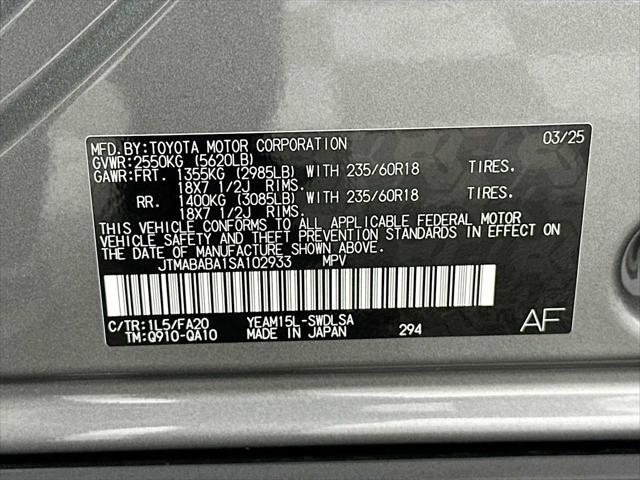 MFD. BY: TOYOTA MOTOR CORPORATION 03/25
GVWR: 2550KG (5620LB)
GAWR: FRT. 1355KG (2985LB) WITH 235/60R18 TIRES.
18X7 1/2J RIMS.
RR. 1400KG (3085LB) WITH 235/60R18 TIRES.
18X7 1/2J RIMS.
THIS VEHICLE CONFORMS TO ALL APPLICABLE FEDERAL MOTOR
VEHICLE SAFETY AND THEFT PREVENTION STANDARDS IN EFFECT ON
THE DATE OF MANUFACTURE SHOWN ABOVE.
JTMABABA1SA102933 MPV
C/TR: 1L5/FA20 YEAM15L-SWDLSA
TM: Q910-QA10 MADE IN JAPAN 294 AF